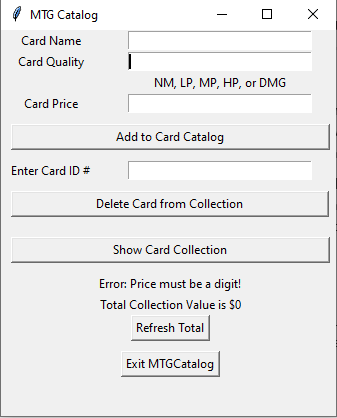 MTG Catalog
Card Name
Card Quality
NM, LP, MP, HP, or DMG
Card Price
Add to Card Catalog
Enter Card ID #
Delete Card from Collection
Show Card Collection
Error: Price must be a digit!
Total Collection Value is $0
Refresh Total
Exit MTGCatalog